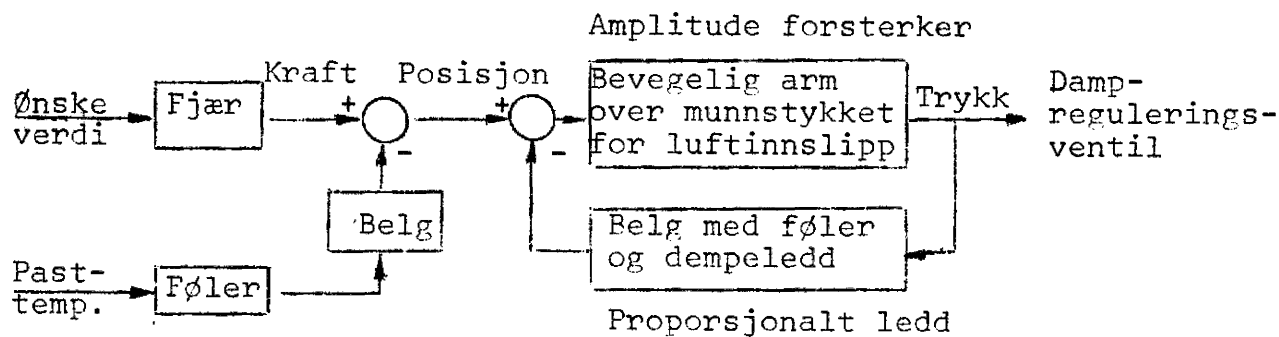 Amplitude forsterker
Kraft
Posisjon
Ønske
verdi
Fjær
+
-
+
-
Bevegelig arm
over munnstykket
for luftinnslipp
Trykk
Damp-
regulerings-
ventil
Belg
Belg med føler
og dempeledd
Past-
temp.
Føler
Proporsjonalt ledd